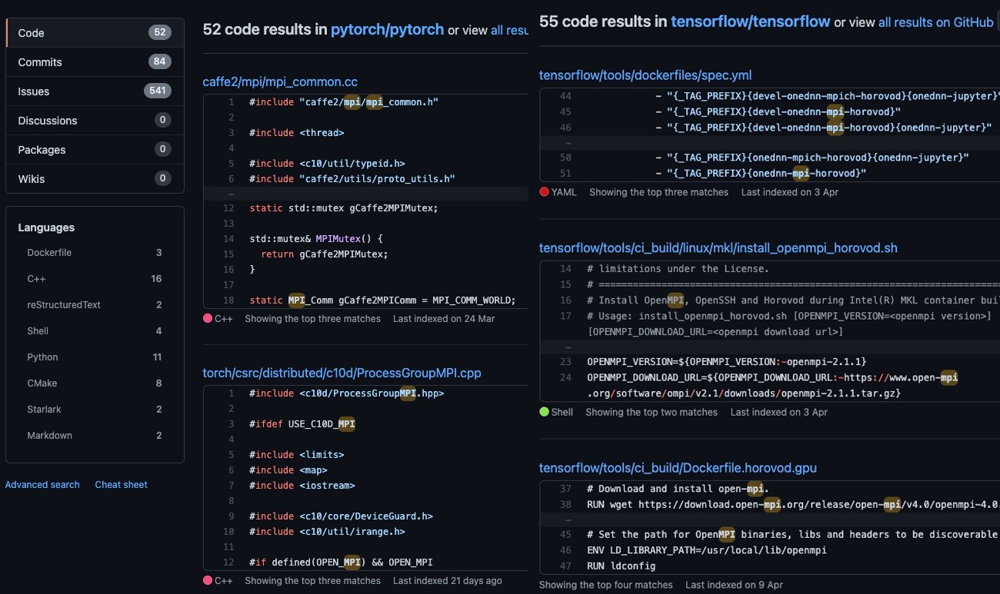 Code 52
Commits 84
Issues 541
Discussions 0
Packages 0
Wikis 0
Languages
Dockerfile 3
C++ 16
reStructuredText 2
Shell 4
Python 11
CMake 8
Starlark 2
Markdown 2
Advanced search Cheat sheet
52 code results in pytorch/pytorch or view all resu
caffe2/mpi/mpi_common.cc
1 #include "caffe2/mpi/mpi_common.h"
2
3 #include <thread>
4
5 #include <c10/util/typeid.h>
6 #include "caffe2/utils/proto_utils.h"
…
12 static std::mutex gCaffe2MPIMutex;
13
14 std::mutex& MPIMutex() {
15 return gCaffe2MPIMutex;
16 }
17
18 static MPI_Comm gCaffe2MPIComm = MPI_COMM_WORLD;
C++ Showing the top three matches Last indexed on 24 Mar
torch/csrc/distributed/c10d/ProcessGroupMPI.cpp
1 #include <c10d/ProcessGroupMPI.hpp>
2
3 #ifdef USE_C10D_MPI
4
5 #include <limits>
6 #include <map>
7 #include <iostream>
8
9 #include <c10/core/DeviceGuard.h>
10 #include <c10/util/irange.h>
11
12 #if defined(OPEN_MPI) && OPEN_MPI
C++ Showing the top three matches Last indexed 21 days ago
55 code results in tensorflow/tensorflow or view all results on GitHub
tensorflow/tools/dockerfiles/spec.yml
44 - "{_TAG_PREFIX}{devel-onednn-mpich-horovod}{onednn-jupyter}"
45 - "{_TAG_PREFIX}{devel-onednn-mpi-horovod}"
46 - "{_TAG_PREFIX}{devel-onednn-mpi-horovod}{onednn-jupyter}"
…
50 - "{_TAG_PREFIX}{onednn-mpich-horovod}{onednn-jupyter}"
51 - "{_TAG_PREFIX}{onednn-mpi-horovod}"
YAML Showing the top three matches Last indexed on 3 Apr
tensorflow/tools/ci_build/linux/mkl/install_openmpi_horovod.sh
14 # limitations under the License.
15 # ==============================================================================
16 # Install OpenMPI, OpenSSH and Horovod during Intel(R) MKL container buil
17 # Usage: install_openmpi_horovod.sh [OPENMPI_VERSION=<openmpi version>]
[OPENMPI_DOWNLOAD_URL=<openmpi download url>]
…
23 OPENMPI_VERSION=${OPENMPI_VERSION:-openmpi-2.1.1}
24 OPENMPI_DOWNLOAD_URL=${OPENMPI_DOWNLOAD_URL:-https://www.open-mpi
.org/software/ompi/v2.1/downloads/openmpi-2.1.1.tar.gz}
Shell Showing the top two matches Last indexed on 3 Apr
tensorflow/tools/ci_build/Dockerfile.horovod.gpu
37 # Download and install open-mpi.
38 RUN wget https://download.open-mpi.org/release/open-mpi/v4.0/openmpi-4.0.
…
45 # Set the path for OpenMPI binaries, libs and headers to be discoverable
46 ENV LD_LIBRARY_PATH=/usr/local/lib/openmpi
47 RUN ldconfig
Showing the top four matches Last indexed on 9 Apr